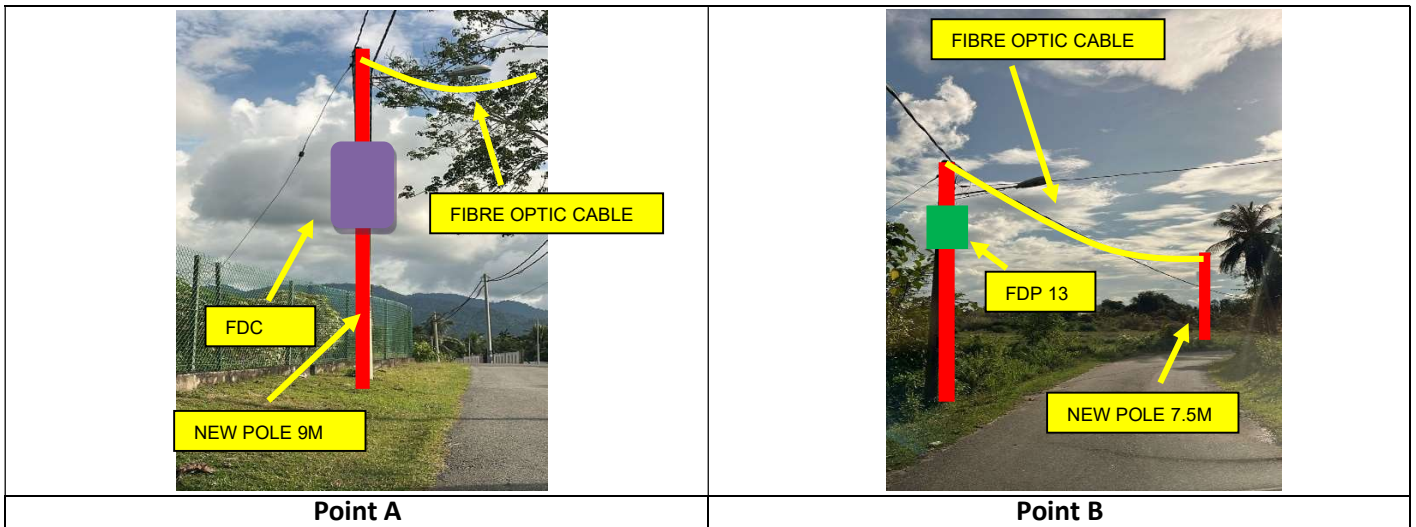 FIBRE OPTIC CABLE
FDC
NEW POLE 9M
Point A
FIBRE OPTIC CABLE
FDP 13
NEW POLE 7.5M
Point B